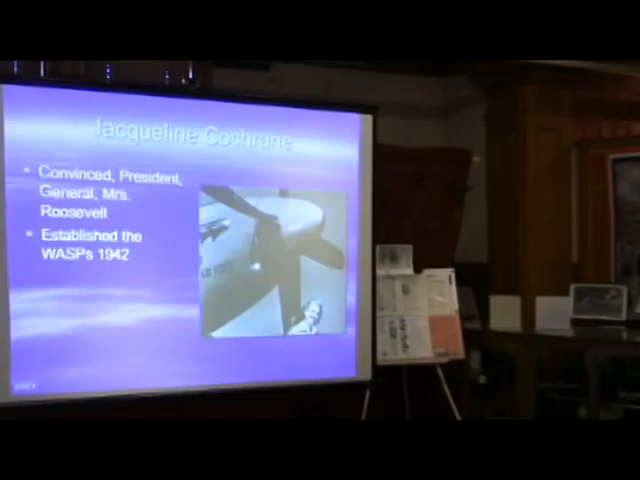 Jacqueline Cochrane
• Convinced, President,
General, Mrs.
Roosevelt
• Established the
WASPs 1942